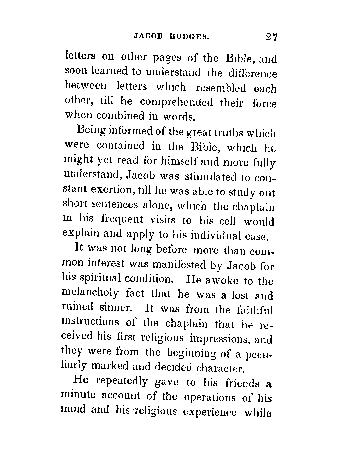 JACOB HODGES. 27
letters on other pages of the Bible, and
soon learned to understand the difference
between letters which resembled each
other, till he comprehended their force
when combined in words.
Being informed of the great truths which
were contained in the Bible, which he
might yet read for himself and more fully
understand, Jacob was stimulated to con-
stant exertion, till he was able to study out
short sentences alone, which the chaplain
in his frequent visits to his cell would
explain and apply to his individual case.
It was not long before more than com-
mon interest was manifested by Jacob for
his spiritual condition. He awoke to the
melancholy fact that he was a lost and
ruined sinner. It was from the faithful
instructions of the chaplain that he re-
ceived his first religious impressions, and
they were from the beginning of a pecu-
liarly marked and decided character.
He repeatedly gave to his friends a
minute account of the operations of his
mind and his religious experience while